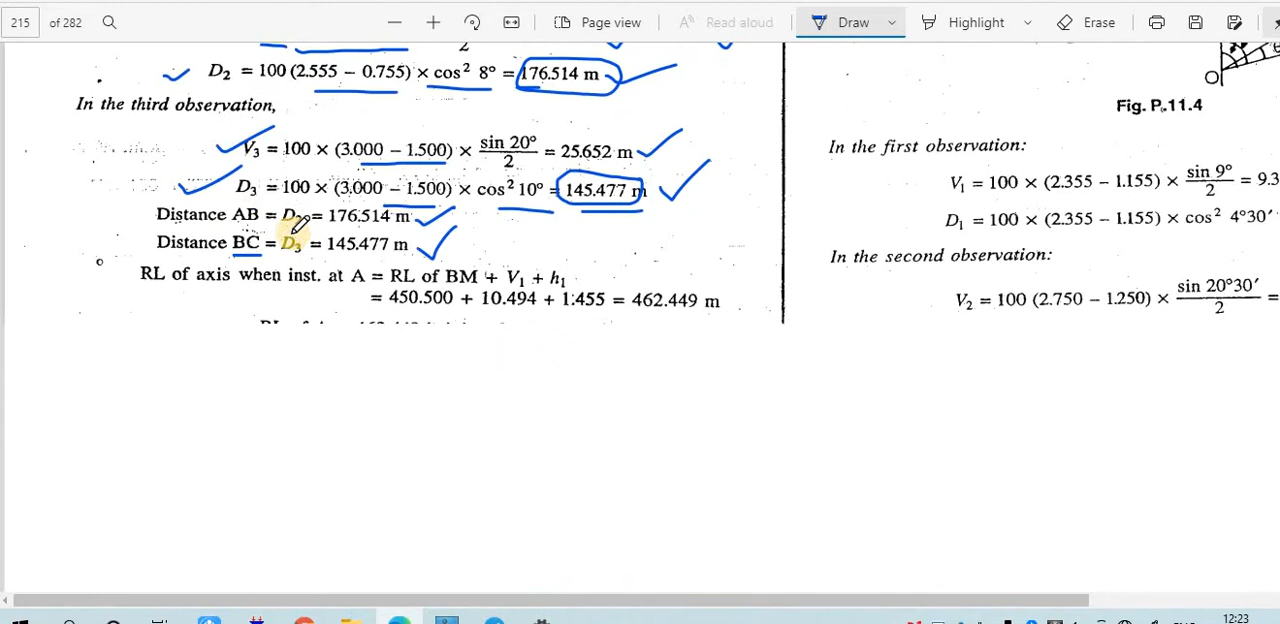 215 of 282 Page view Read aloud Draw Highlight Erase
2
D₂ = 100 (2.555 – 0.755) × cos² 8° = 176.514 m
In the third observation,
V₃ = 100 × (3.000 – 1.500) × sin 20°/2 = 25.652 m
D₃ = 100 × (3.000 – 1.500) × cos² 10° = 145.477 m
Distance AB = D₂ = 176.514 m
Distance BC = D₃ = 145.477 m
RL of axis when inst. at A = RL of BM + V₁ + h₁
= 450.500 + 10.494 + 1.455 = 462.449 m
O
Fig. P.11.4
In the first observation:
V₁ = 100 × (2.355 – 1.155) × sin 9°/2 = 9.3
D₁ = 100 × (2.355 – 1.155) × cos² 4°30′
In the second observation:
V₂ = 100 (2.750 – 1.250) × sin 20°30′/2 =
12:23